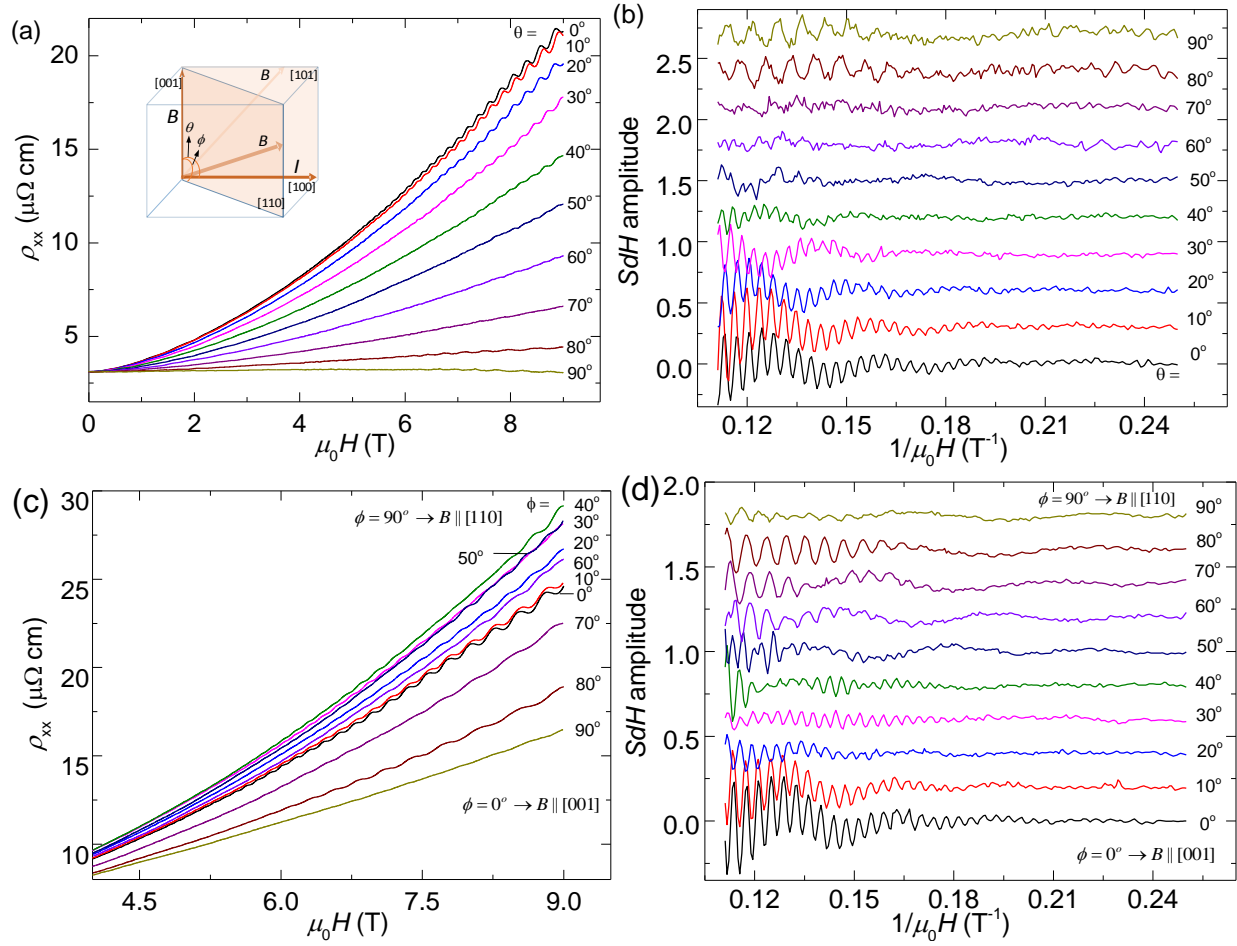 (a)
θ = 0°
10°
20°
30°
40°
50°
60°
70°
80°
90°
[001]
B
[101]
B
θ
ϕ
B
I
[100]
[110]
20
15
10
5
0 2 4 6 8
ρxx (μΩ cm)
μ0H (T)
(b)
90°
80°
70°
60°
50°
40°
30°
20°
10°
0°
θ =
2.5
2.0
1.5
1.0
0.5
0.0
0.12 0.15 0.18 0.21 0.24
SdH amplitude
1/μ0H (T-1)
(c)
ϕ = 40°
30°
20°
60°
10°
0°
70°
80°
90°
50°
ϕ = 90° → B || [110]
ϕ = 0° → B || [001]
30
25
20
15
10
4.5 6.0 7.5 9.0
ρxx (μΩ cm)
μ0H (T)
(d)
ϕ = 90° → B || [110]
90°
80°
70°
60°
50°
40°
30°
20°
10°
0°
ϕ = 0° → B || [001]
2.0
1.5
1.0
0.5
0.0
0.12 0.15 0.18 0.21 0.24
SdH amplitude
1/μ0H (T-1)